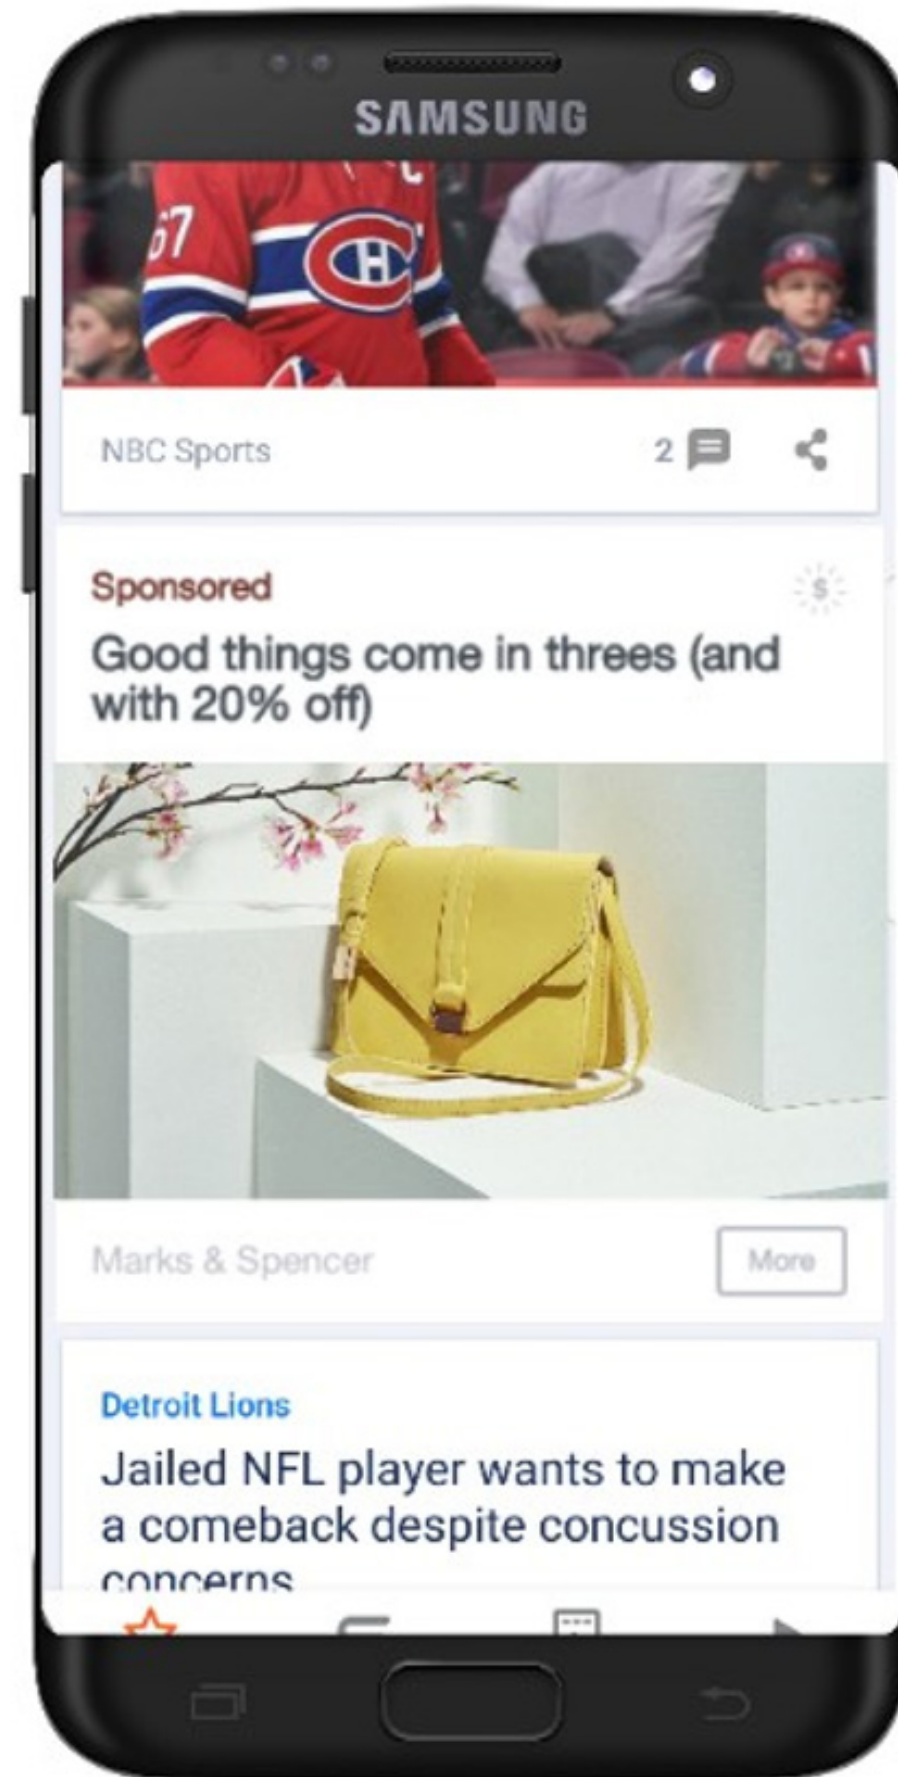 SAMSUNG
67
C
C
H
NBC Sports
2
Sponsored
$
Good things come in threes (and
with 20% off)
Marks & Spencer
More
Detroit Lions
Jailed NFL player wants to make
a comeback despite concussion
concerns